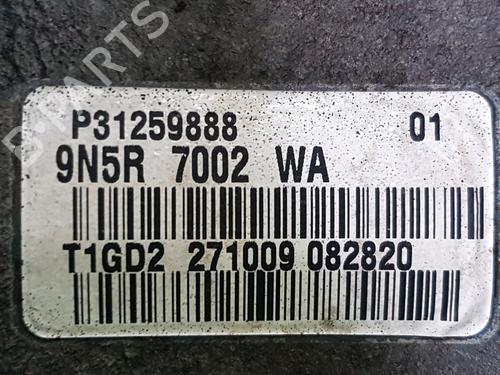 B-PARTS
P31259888 01
9N5R 7002 WA
T1GD2 271009 082820